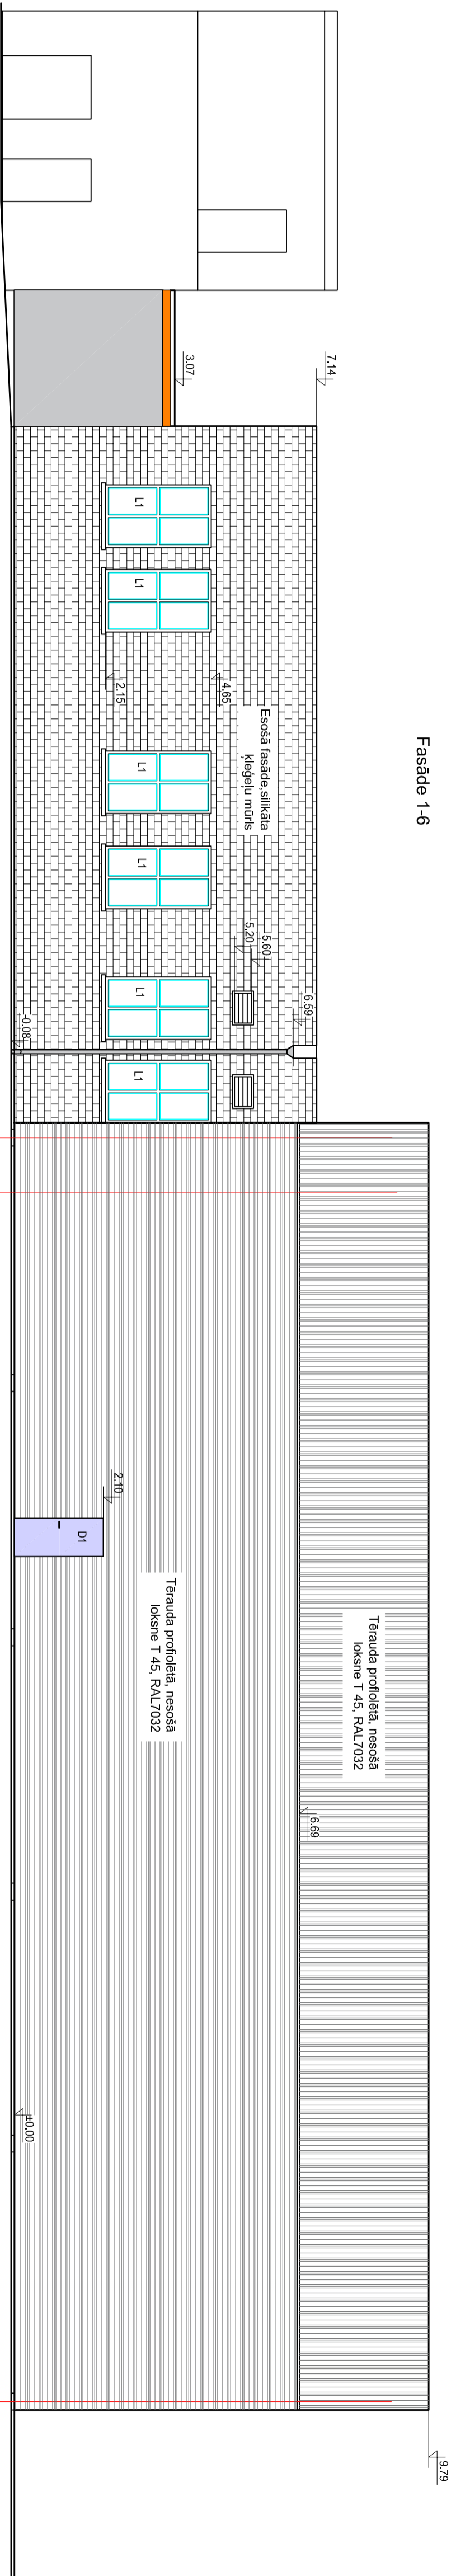 Fasāde 1-6
7.14
3.07
L1
L1
2.15
4.65
Esošā fasāde,silikāta
ķieģeļu mūris
L1
L1
5.20
5.60
6.59
L1
-0.08
L1
2.10
D1
Tērauda profiolētā, nesošā
loksne T 45, RAL7032
Tērauda profiolētā, nesošā
loksne T 45, RAL7032
6.69
±0.00
9.79